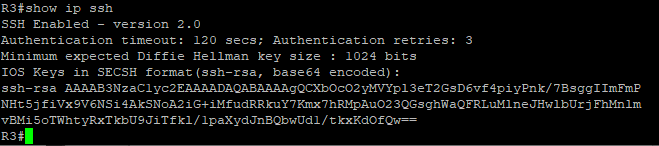 R3#show ip ssh
SSH Enabled - version 2.0
Authentication timeout: 120 secs; Authentication retries: 3
Minimum expected Diffie Hellman key size : 1024 bits
IOS Keys in SECSH format(ssh-rsa, base64 encoded):
ssh-rsa AAAAB3NzaC1yc2EAAAADAQABAAAAgQCXbOcO2yMVYpl3eT2GsD6vf4piyPnk/7BsggIImFmP
NHt5jfiVx9V6NSi4AkSNoA2iG+iMfudRRkuY7Kmx7hRMpAuO23QGsghWaQFRLuMlneJHwlbUrjFhMnlm
vBMi5oTWhtyRxTkbU9JiTfkl/1paXydJnBQbwUd1/tkxKdOfQw==
R3#